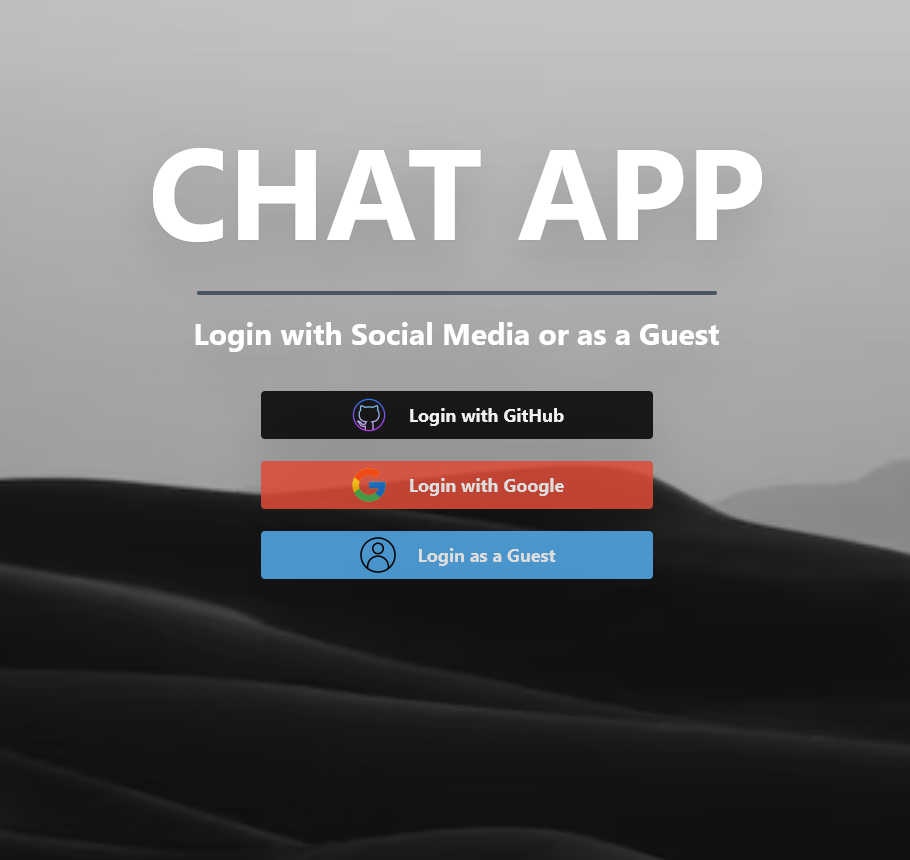 CHAT APP
Login with Social Media or as a Guest
Login with GitHub
Login with Google
Login as a Guest